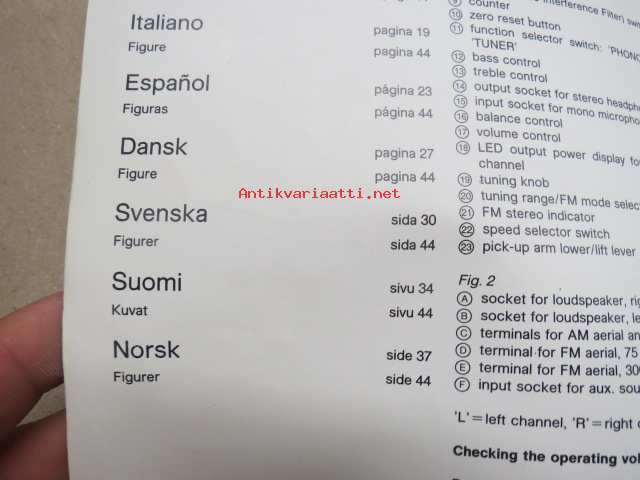 Italiano
pagina 19
Figure
pagine 44
Español
página 23
Figuras
página 44
Dansk
pagina 27
Figure
pagina 44
Svenska
sida 30
Figurer
sida 44
Suomi
sivu 34
Kuvat
sivu 44
Norsk
side 37
Figurer
side 44
Antikvariaatti.net
Interference Filter)
⑨ counter
⑩ zero reset button
⑪ function selector switch: 'PHONO
'TUNER'
⑫ bass control
⑬ treble control
⑭ output socket for stereo headph
⑮ input socket for mono micropho
⑯ balance control
⑰ volume control
⑱ LED output power display fo
channel
⑲ tuning knob
⑳ tuning range/FM mode selec
㉑ FM stereo indicator
㉒ speed selector switch
㉓ pick-up arm lower/lift lever
Fig. 2
Ⓐ socket for loudspeaker, rig
Ⓑ socket for loudspeaker, le
Ⓒ terminals for AM aerial an
Ⓓ terminal for FM aerial, 75
Ⓔ terminal for FM aerial, 300
Ⓕ input socket for aux. sou
'L'=left channel, 'R'=right
Checking the operating vol